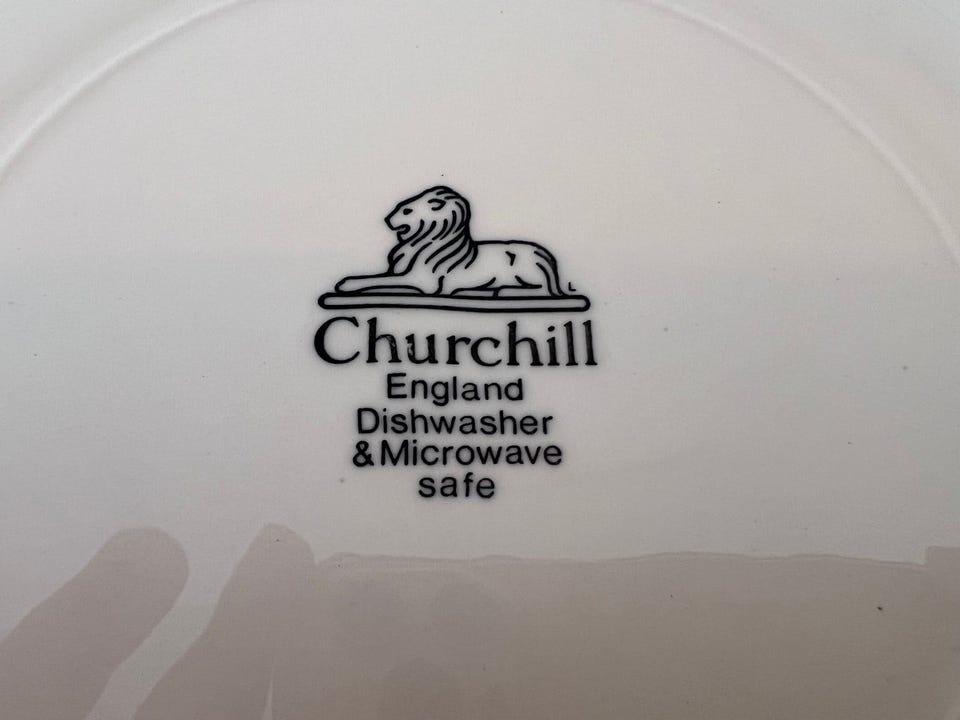 Churchill
England
Dishwasher
&Microwave
safe